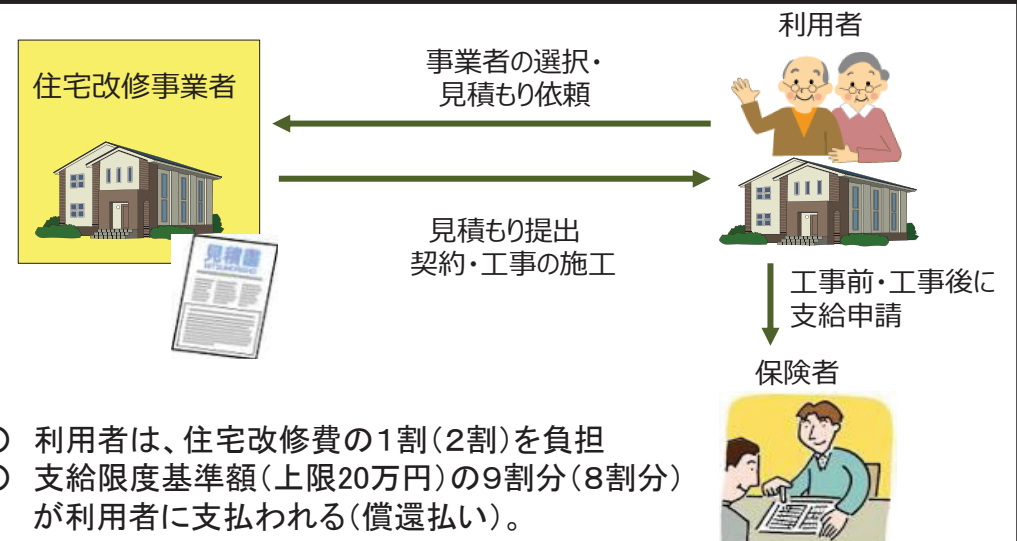 利用者
住宅改修事業者
事業者の選択・
見積もり依頼
見積書
MITSUMORISHO
見積もり提出
契約・工事の施工
工事前・工事後に
支給申請
保険者
○ 利用者は、住宅改修費の1割(2割)を負担
○ 支給限度基準額(上限20万円)の9割分(8割分)
が利用者に支払われる(償還払い)。